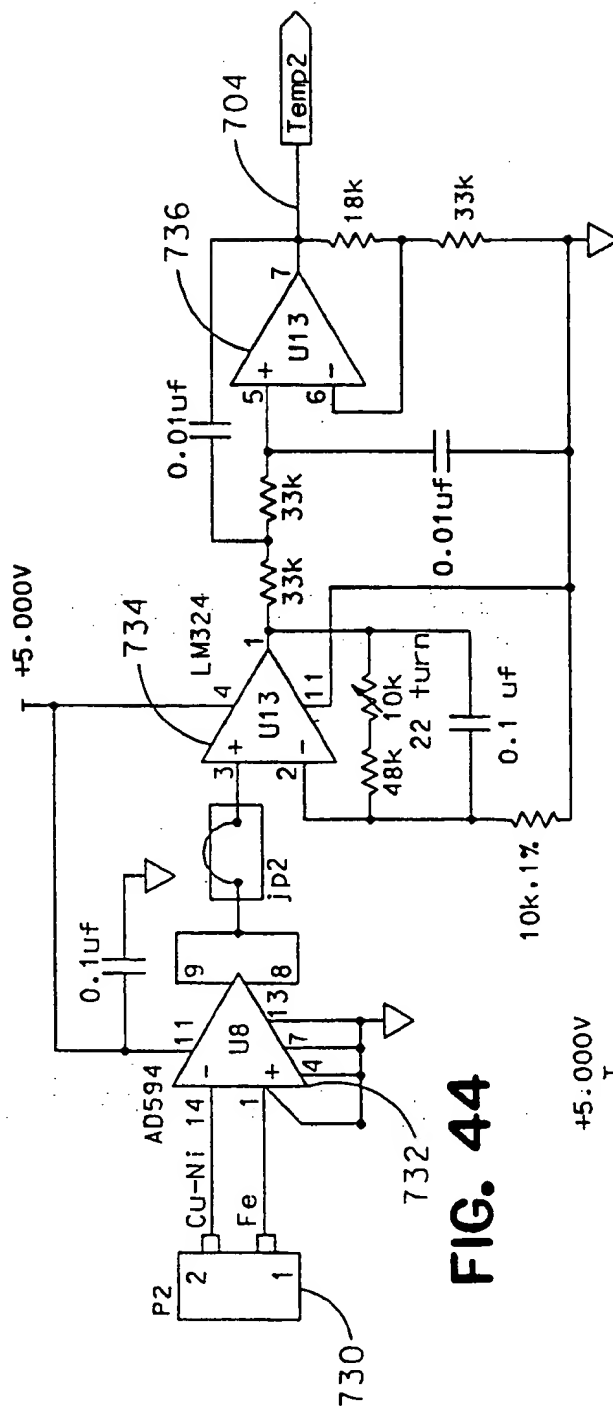 +5.000V
0.1uf
AD594
11
9
U8
8
13
7
4
-
+
Cu-Ni 14
Fe
1
P2
2
1
730
732
jp2
734
LM324
3
+
4
U13
1
2
-
11
48k
10k
22 turn
0.1 uf
10k.1%
33k
33k
0.01uf
0.01uf
736
5
+
U13
7
6
-
704
Temp2
18k
33k
FIG. 44
+5.000V